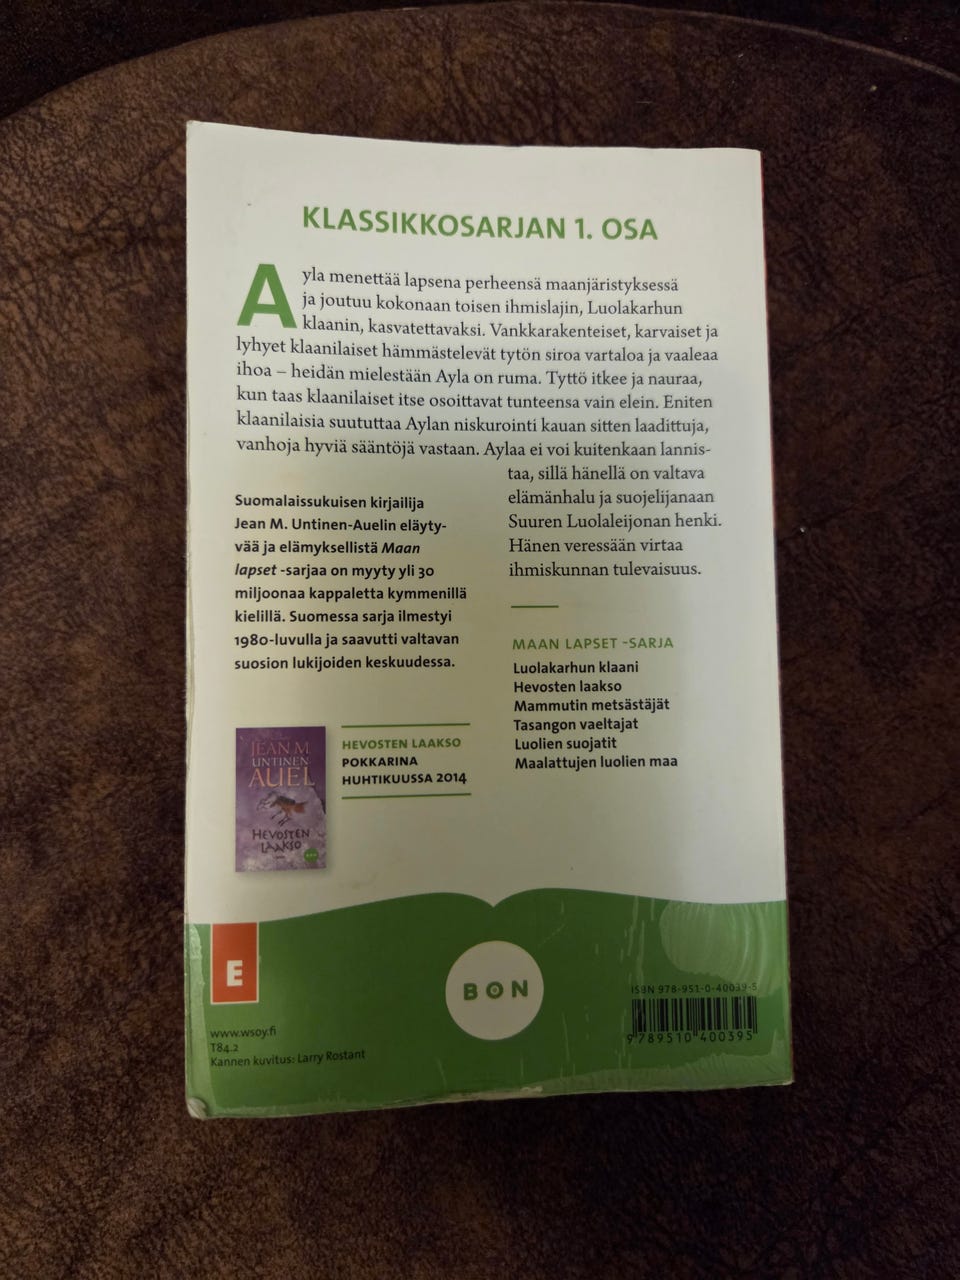 KLASSIKKOSARJAN 1. OSA
Ayla menettää lapsena perheensä maanjäristyksessä
ja joutuu kokonaan toisen ihmislajin, Luolakarhun
klaanin, kasvatettavaksi. Vankkarakenteiset, karvaiset ja
lyhyet klaanilaiset hämmästelevät tytön siroa vartaloa ja vaaleaa
ihoa – heidän mielestään Ayla on ruma. Tyttö itkee ja nauraa,
kun taas klaanilaiset itse osoittavat tunteensa vain elein. Eniten
klaanilaisia suututtaa Aylan niskurointi kauan sitten laadittuja,
vanhoja hyviä sääntöjä vastaan. Aylaa ei voi kuitenkaan lannis-
taa, sillä hänellä on valtava
elämänhalu ja suojelijanaan
Suuren Luolaleijonan henki.
Hänen veressään virtaa
ihmiskunnan tulevaisuus.
Suomalaissukuisen kirjailija
Jean M. Untinen-Auelin eläyty-
vää ja elämyksellistä Maan
lapset -sarjaa on myyty yli 30
miljoonaa kappaletta kymmenillä
kielillä. Suomessa sarja ilmestyi
1980-luvulla ja saavutti valtavan
suosion lukijoiden keskuudessa.
MAAN LAPSET -SARJA
Luolakarhun klaani
Hevosten laakso
Mammutin metsästäjät
Tasangon vaeltajat
Luolien suojatit
Maalattujen luolien maa
JEAN M.
UNTINEN
AUEL
HEVOSTEN
LAAKSO
HEVOSTEN LAAKSO
POKKARINA
HUHTIKUUSSA 2014
E
BON
www.wsoy.fi
T84.2
Kannen kuvitus: Larry Rostant
ISBN 978-951-0-40039-5
9 789510 400395